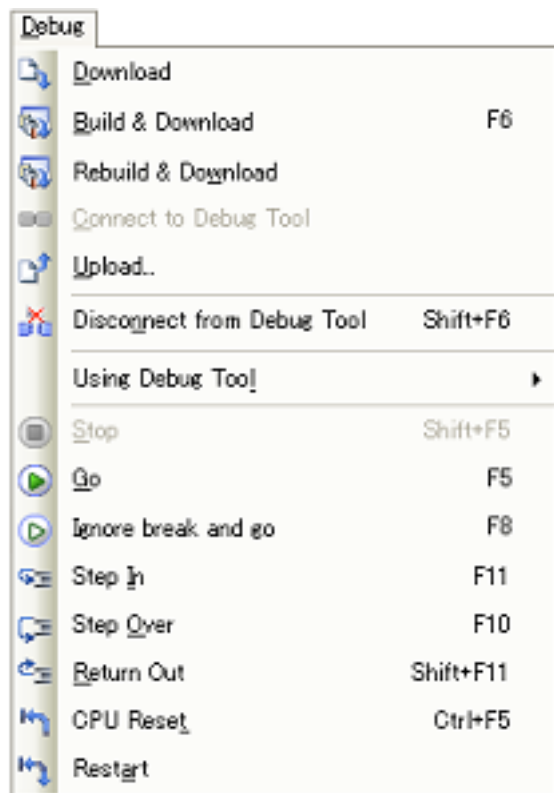 Debug
Download
Build & Download F6
Rebuild & Download
Connect to Debug Tool
Upload..
Disconnect from Debug Tool Shift+F6
Using Debug Tool
Stop Shift+F5
Go F5
Ignore break and go F8
Step In F11
Step Over F10
Return Out Shift+F11
CPU Reset Ctrl+F5
Restart